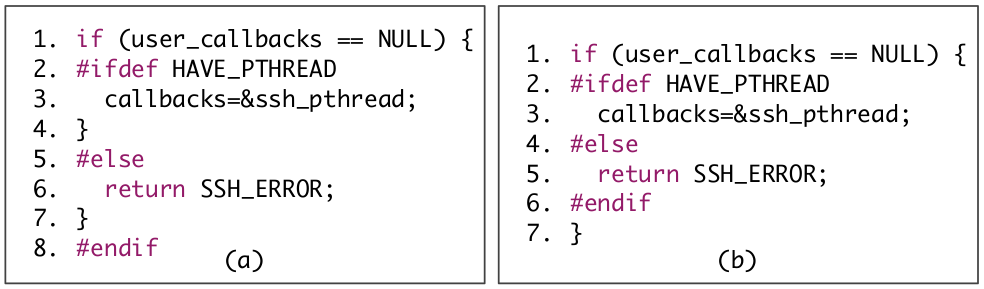 1. if (user_callbacks == NULL) {
2. #ifdef HAVE_PTHREAD
3.   callbacks=&ssh_pthread;
4. }
5. #else
6.   return SSH_ERROR;
7. }
8. #endif
(a)
1. if (user_callbacks == NULL) {
2. #ifdef HAVE_PTHREAD
3.   callbacks=&ssh_pthread;
4. #else
5.   return SSH_ERROR;
6. #endif
7. }
(b)